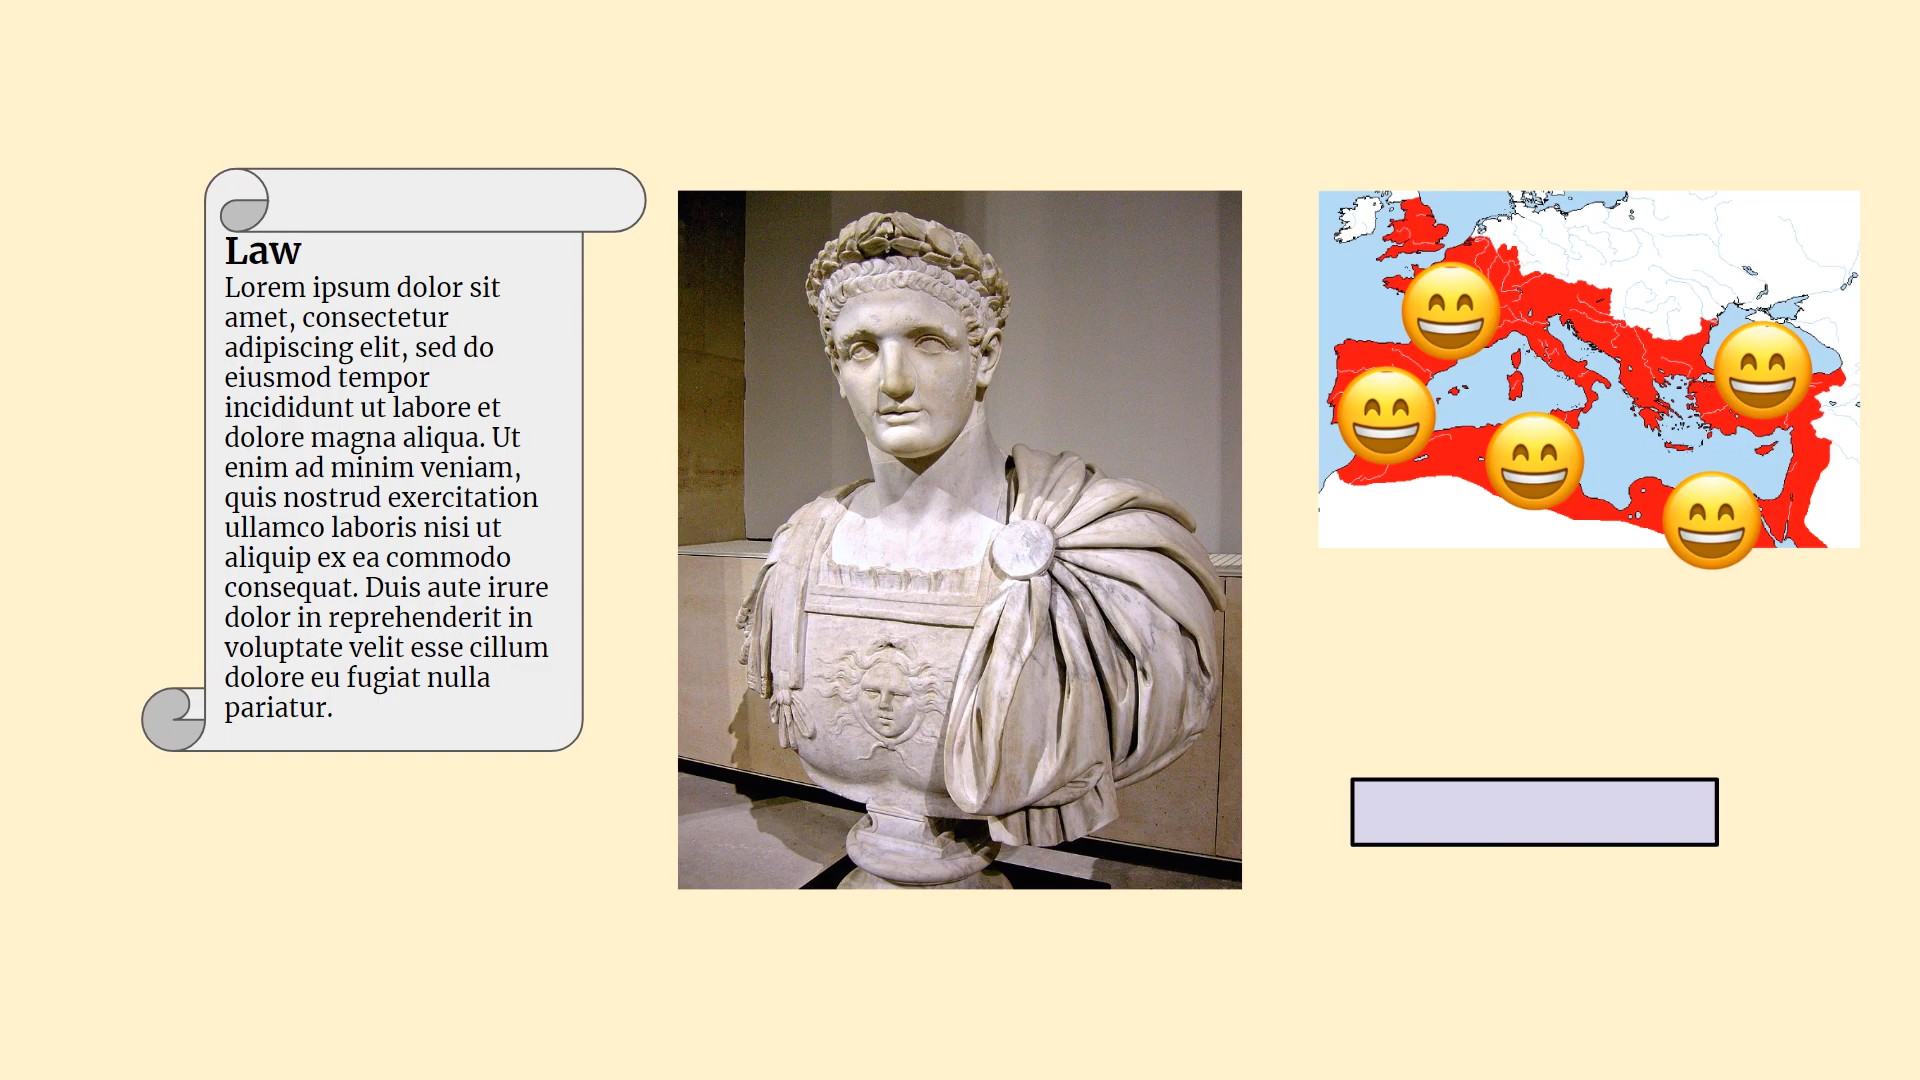 Law
Lorem ipsum dolor sit
amet, consectetur
adipiscing elit, sed do
eiusmod tempor
incididunt ut labore et
dolore magna aliqua. Ut
enim ad minim veniam,
quis nostrud exercitation
ullamco laboris nisi ut
aliquip ex ea commodo
consequat. Duis aute irure
dolor in reprehenderit in
voluptate velit esse cillum
dolore eu fugiat nulla
pariatur.